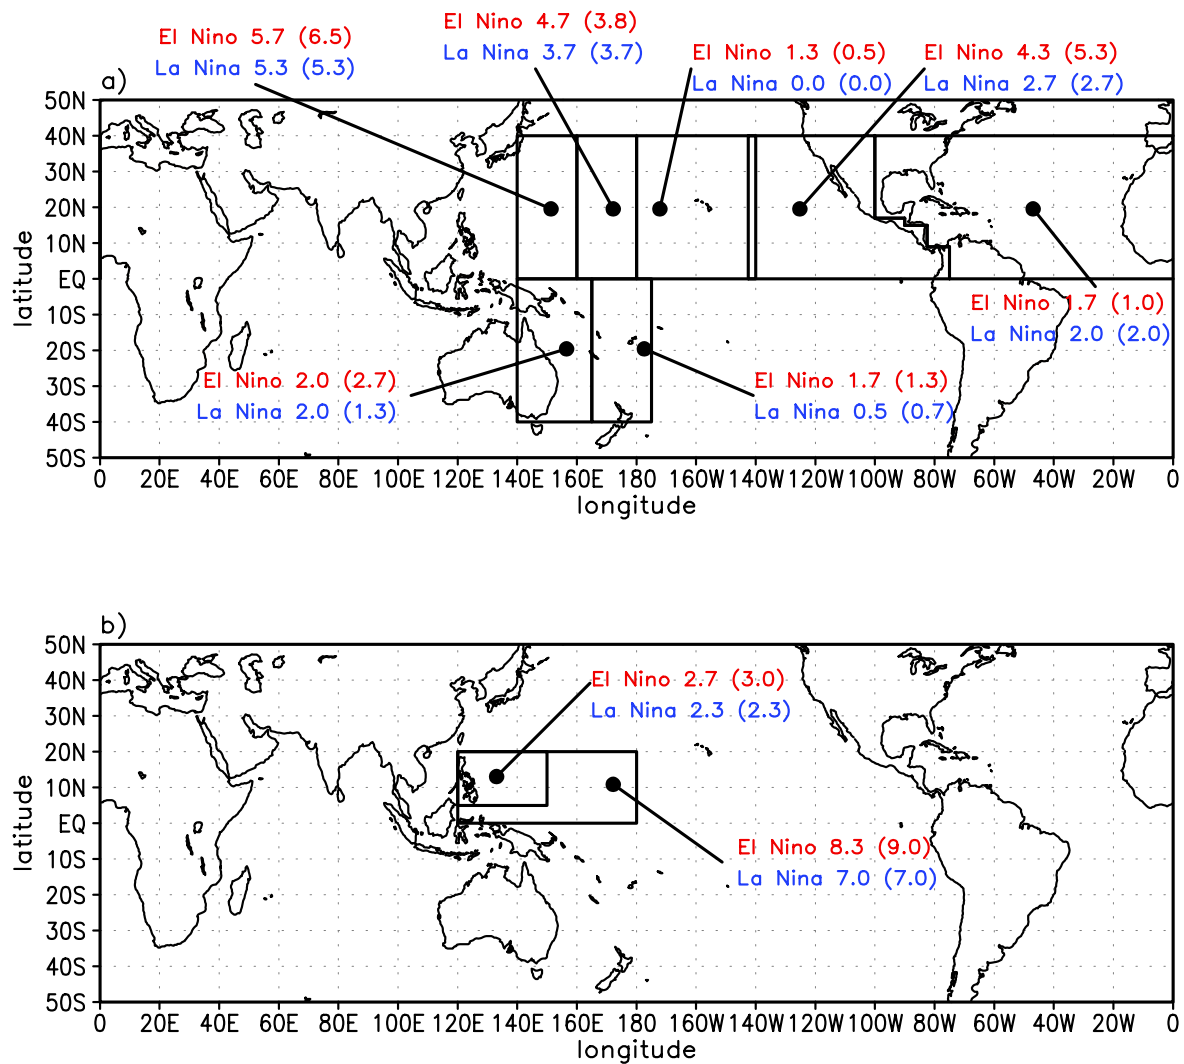 El Nino 4.7 (3.8)
La Nina 3.7 (3.7)
El Nino 5.7 (6.5)
La Nina 5.3 (5.3)
El Nino 1.3 (0.5)
La Nina 0.0 (0.0)
El Nino 4.3 (5.3)
La Nina 2.7 (2.7)
a)
50N
40N
30N
20N
10N
EQ
10S
20S
30S
40S
50S
latitude
El Nino 1.7 (1.0)
La Nina 2.0 (2.0)
El Nino 2.0 (2.7)
La Nina 2.0 (1.3)
El Nino 1.7 (1.3)
La Nina 0.5 (0.7)
0 20E 40E 60E 80E 100E 120E 140E 160E 180 160W 140W 120W 100W 80W 60W 40W 20W 0
longitude
b)
50N
40N
30N
20N
10N
EQ
10S
20S
30S
40S
50S
latitude
El Nino 2.7 (3.0)
La Nina 2.3 (2.3)
El Nino 8.3 (9.0)
La Nina 7.0 (7.0)
0 20E 40E 60E 80E 100E 120E 140E 160E 180 160W 140W 120W 100W 80W 60W 40W 20W 0
longitude